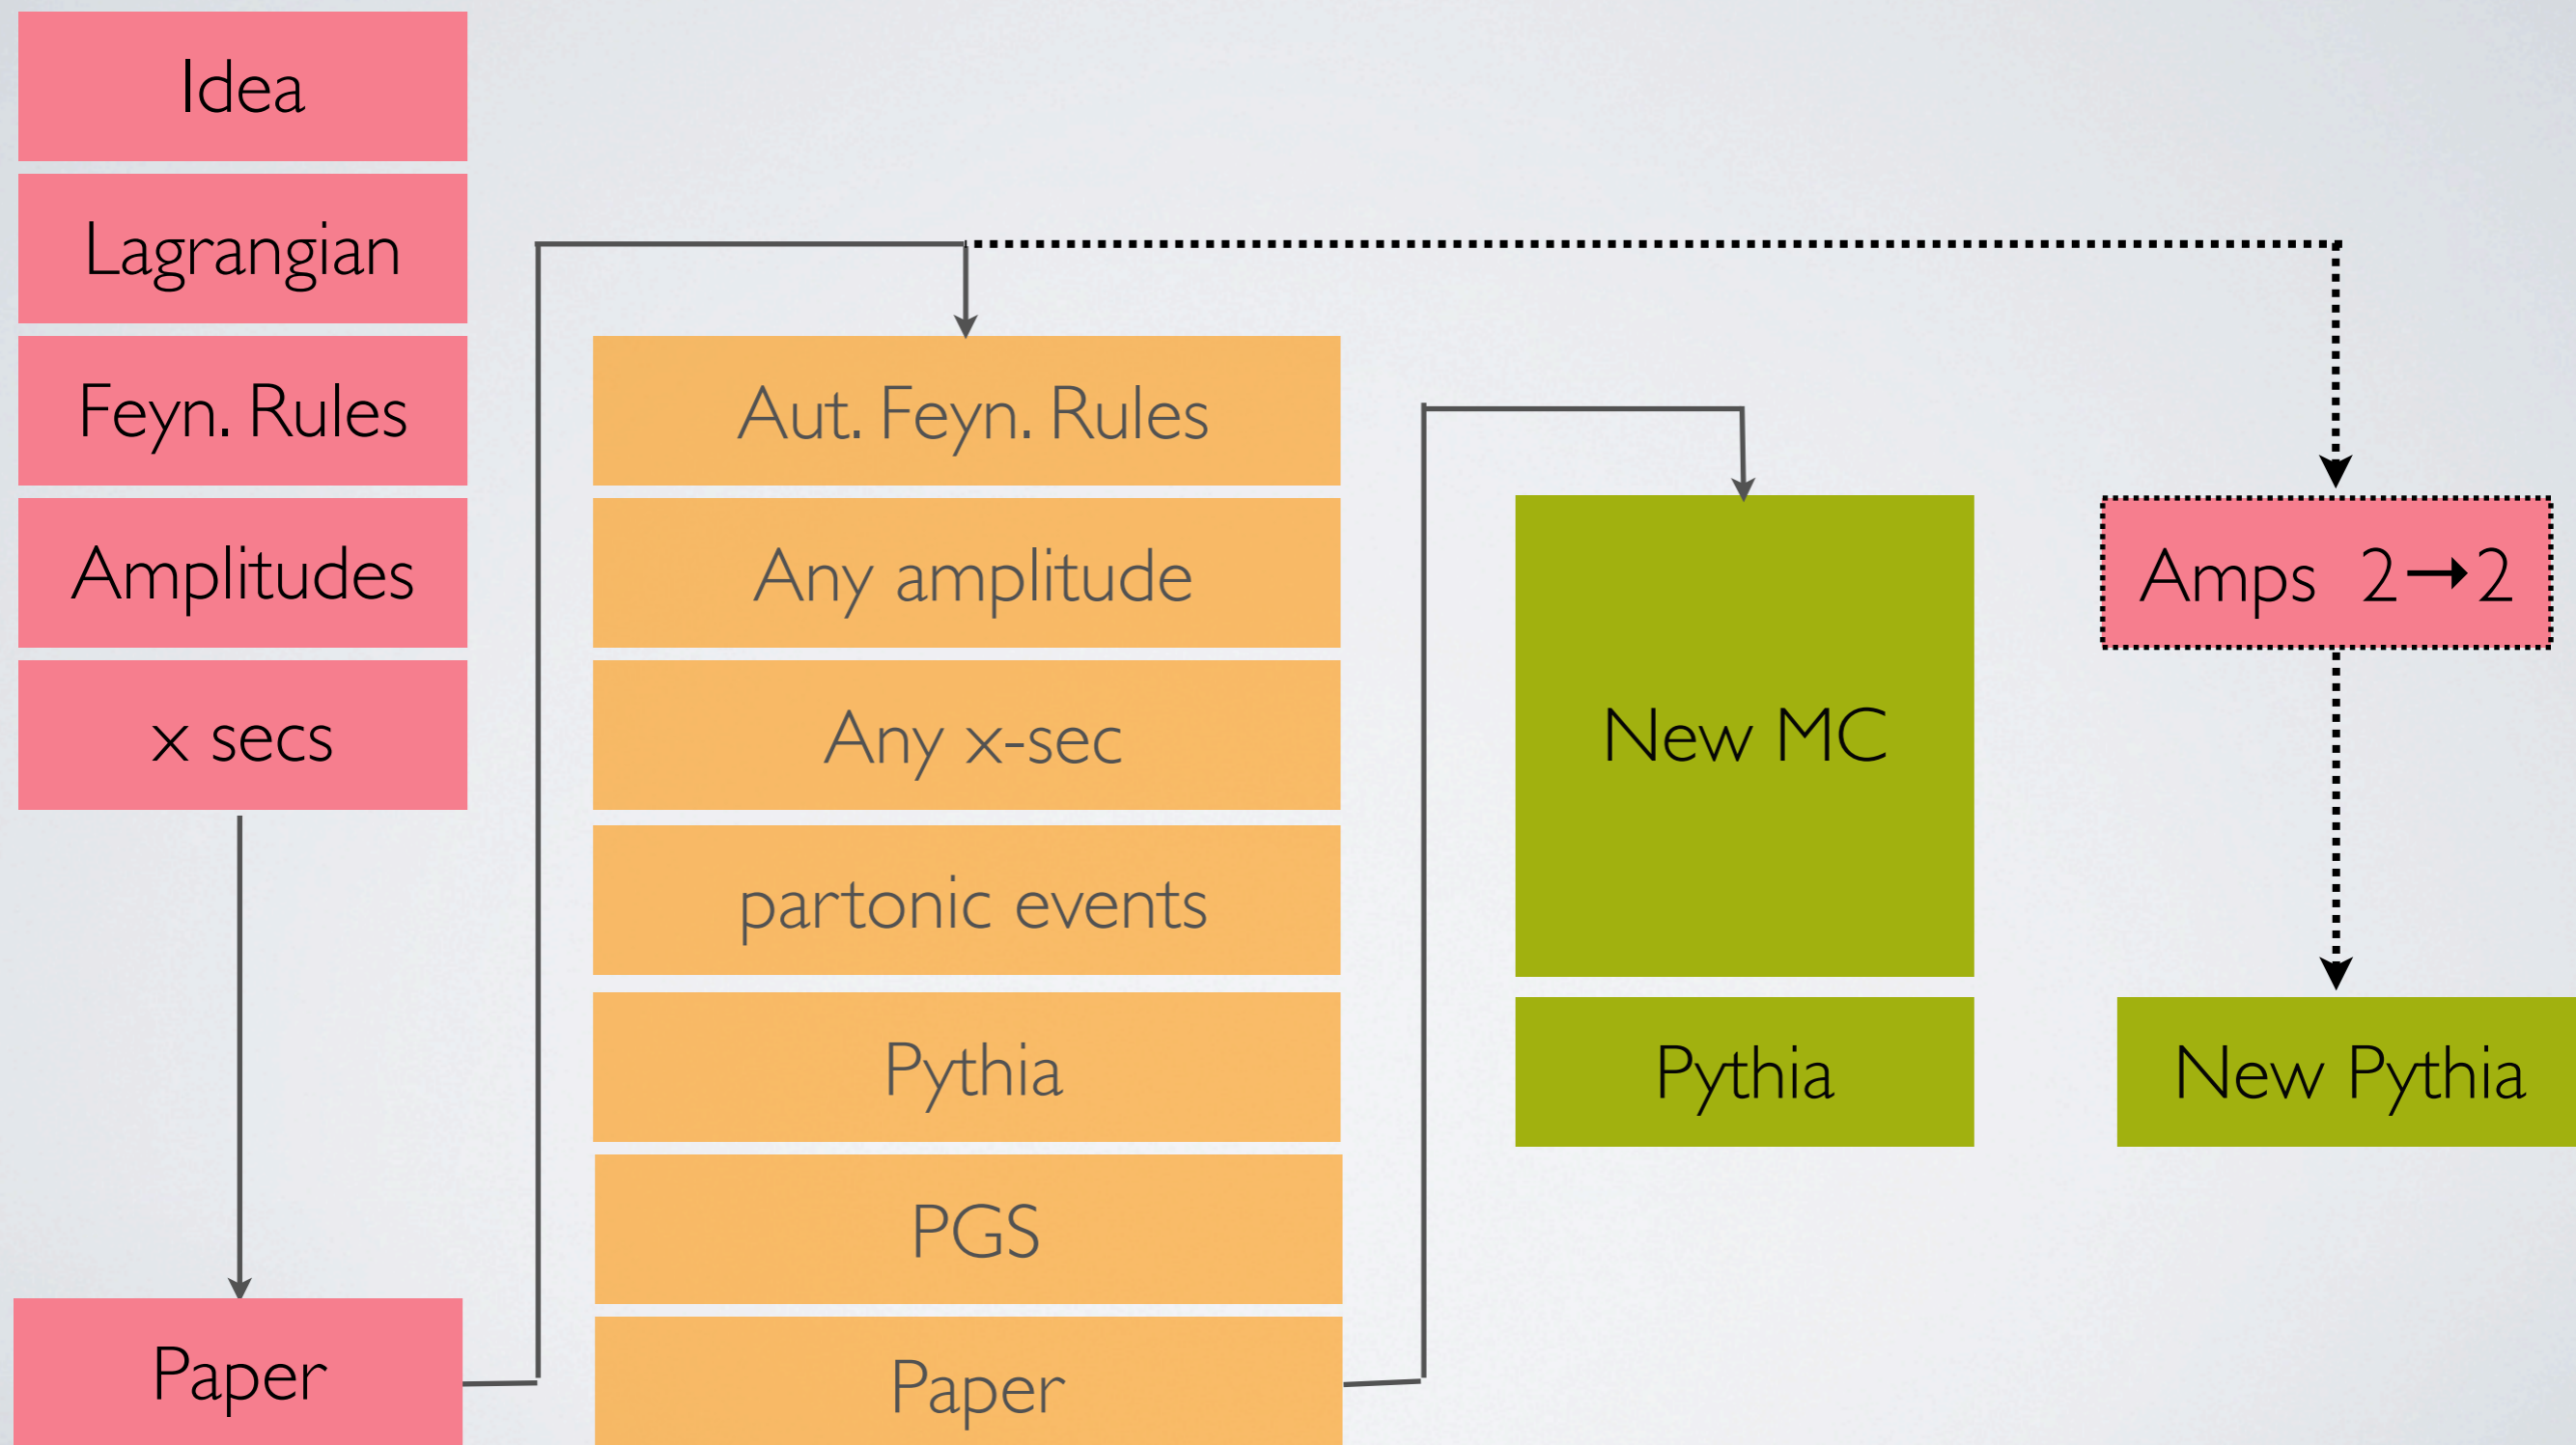 Idea
Lagrangian
Feyn. Rules
Amplitudes
x secs
Paper
Aut. Feyn. Rules
Any amplitude
Any x-sec
partonic events
Pythia
PGS
Paper
New MC
Pythia
Amps 2→2
New Pythia